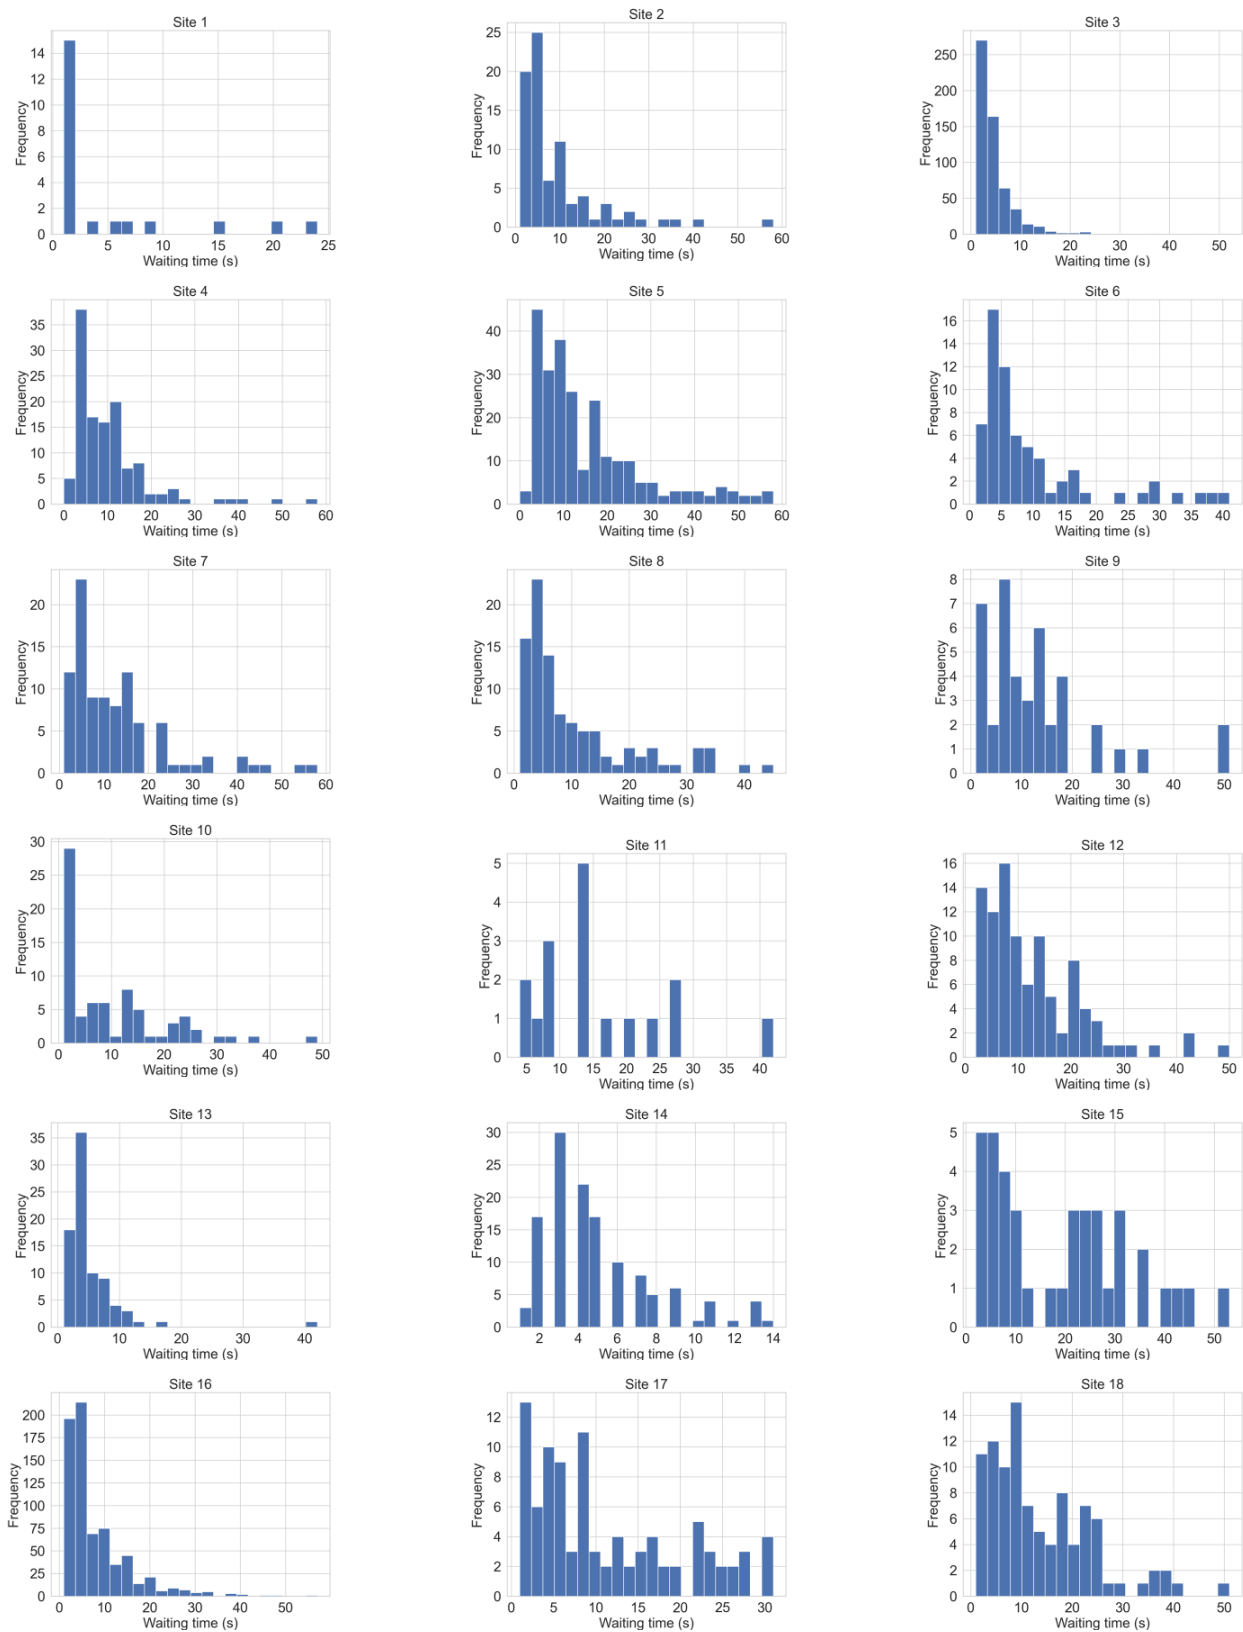 Site 1
14
12
10
8
6
4
2
0
Frequency
0 5 10 15 20 25
Waiting time (s)
Site 2
25
20
15
10
5
0
Frequency
0 10 20 30 40 50 60
Waiting time (s)
Site 3
250
200
150
100
50
0
Frequency
0 10 20 30 40 50
Waiting time (s)
Site 4
35
30
25
20
15
10
5
0
Frequency
0 10 20 30 40 50 60
Waiting time (s)
Site 5
40
30
20
10
0
Frequency
0 10 20 30 40 50 60
Waiting time (s)
Site 6
16
14
12
10
8
6
4
2
0
Frequency
0 5 10 15 20 25 30 35 40
Waiting time (s)
Site 7
20
15
10
5
0
Frequency
0 10 20 30 40 50 60
Waiting time (s)
Site 8
20
15
10
5
0
Frequency
0 10 20 30 40
Waiting time (s)
Site 9
8
7
6
5
4
3
2
1
0
Frequency
0 10 20 30 40 50
Waiting time (s)
Site 10
30
25
20
15
10
5
0
Frequency
0 10 20 30 40 50
Waiting time (s)
Site 11
5
4
3
2
1
0
Frequency
5 10 15 20 25 30 35 40
Waiting time (s)
Site 12
16
14
12
10
8
6
4
2
0
Frequency
0 10 20 30 40 50
Waiting time (s)
Site 13
35
30
25
20
15
10
5
0
Frequency
0 10 20 30 40
Waiting time (s)
Site 14
30
25
20
15
10
5
0
Frequency
2 4 6 8 10 12 14
Waiting time (s)
Site 15
5
4
3
2
1
0
Frequency
0 10 20 30 40 50
Waiting time (s)
Site 16
200
175
150
125
100
75
50
25
0
Frequency
0 10 20 30 40 50
Waiting time (s)
Site 17
12
10
8
6
4
2
0
Frequency
0 5 10 15 20 25 30
Waiting time (s)
Site 18
14
12
10
8
6
4
2
0
Frequency
0 10 20 30 40 50
Waiting time (s)